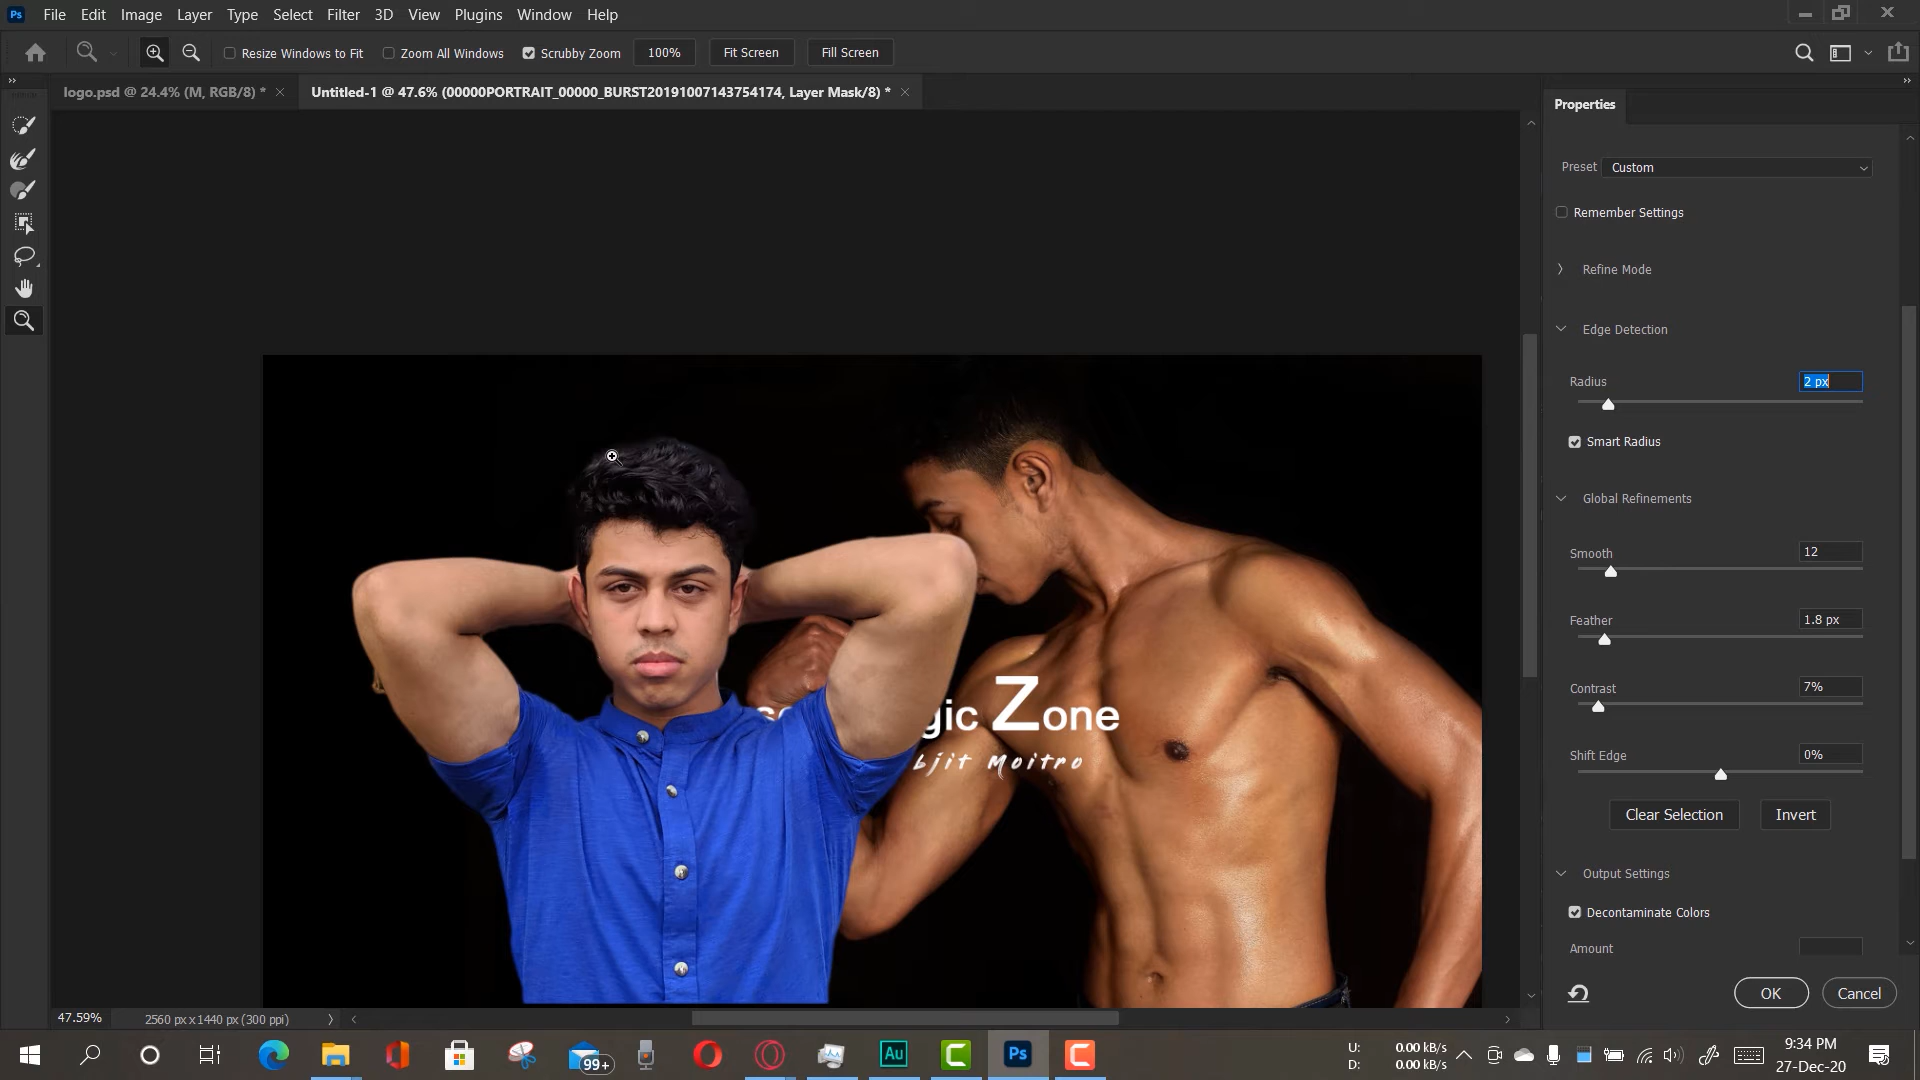 Ps File Edit Image Layer Type Select Filter 3D View Plugins Window Help
Resize Windows to Fit Zoom All Windows Scrubby Zoom 100% Fit Screen Fill Screen
logo.psd @ 24.4% (M, RGB/8) *
Untitled-1 @ 47.6% (00000PORTRAIT_00000_BURST20191007143754174, Layer Mask/8) *
Properties
Preset Custom
Remember Settings
Refine Mode
Edge Detection
Radius 2 px
Smart Radius
Global Refinements
Smooth 12
Feather 1.8 px
Contrast 7%
Shift Edge 0%
Clear Selection Invert
Output Settings
Decontaminate Colors
Amount
OK Cancel
gic Zone
bjit Moitro
47.59% 2560 px x 1440 px (300 ppi)
99+
Au
Ps
U: 0.00 kB/s
D: 0.00 kB/s
9:34 PM
27-Dec-20